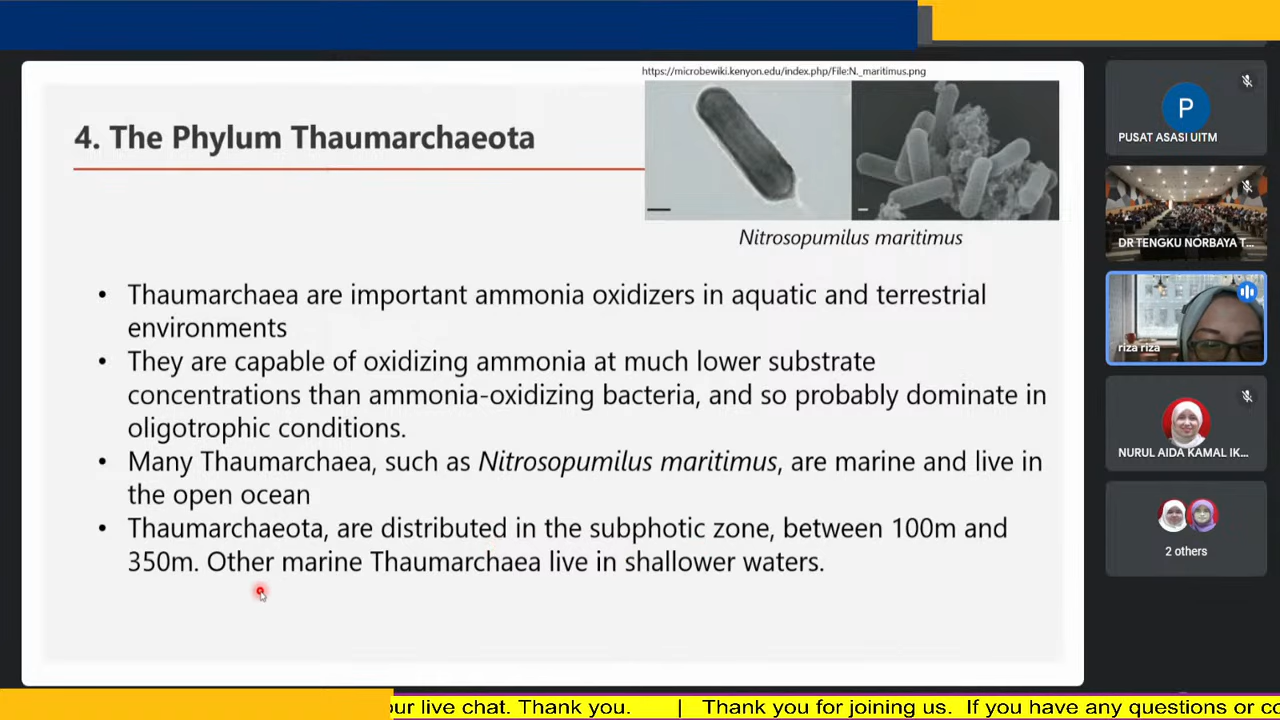 https://microbewiki.kenyon.edu/index.php/File:N._maritimus.png
4. The Phylum Thaumarchaeota
Nitrosopumilus maritimus
• Thaumarchaea are important ammonia oxidizers in aquatic and terrestrial
environments
• They are capable of oxidizing ammonia at much lower substrate
concentrations than ammonia-oxidizing bacteria, and so probably dominate in
oligotrophic conditions.
• Many Thaumarchaea, such as Nitrosopumilus maritimus, are marine and live in
the open ocean
• Thaumarchaeota, are distributed in the subphotic zone, between 100m and
350m. Other marine Thaumarchaea live in shallower waters.
P
PUSAT ASASI UITM
DR TENGKU NORBAYA T...
riza riza
NURUL AIDA KAMAL IK...
2 others
our live chat. Thank you. | Thank you for joining us. If you have any questions or co